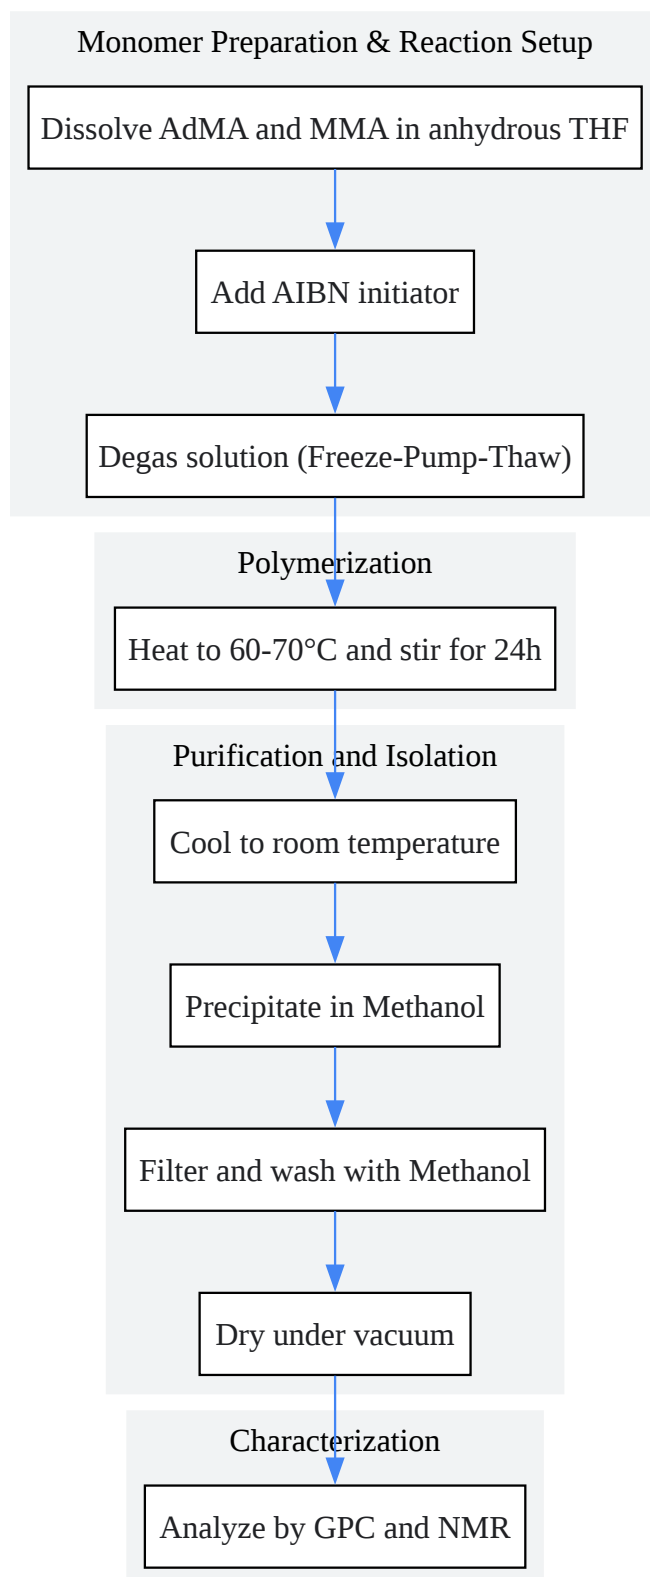 Monomer Preparation & Reaction Setup
Dissolve AdMA and MMA in anhydrous THF
Add AIBN initiator
Degas solution (Freeze-Pump-Thaw)
Polymerization
Heat to 60-70°C and stir for 24h
Purification and Isolation
Cool to room temperature
Precipitate in Methanol
Filter and wash with Methanol
Dry under vacuum
Characterization
Analyze by GPC and NMR